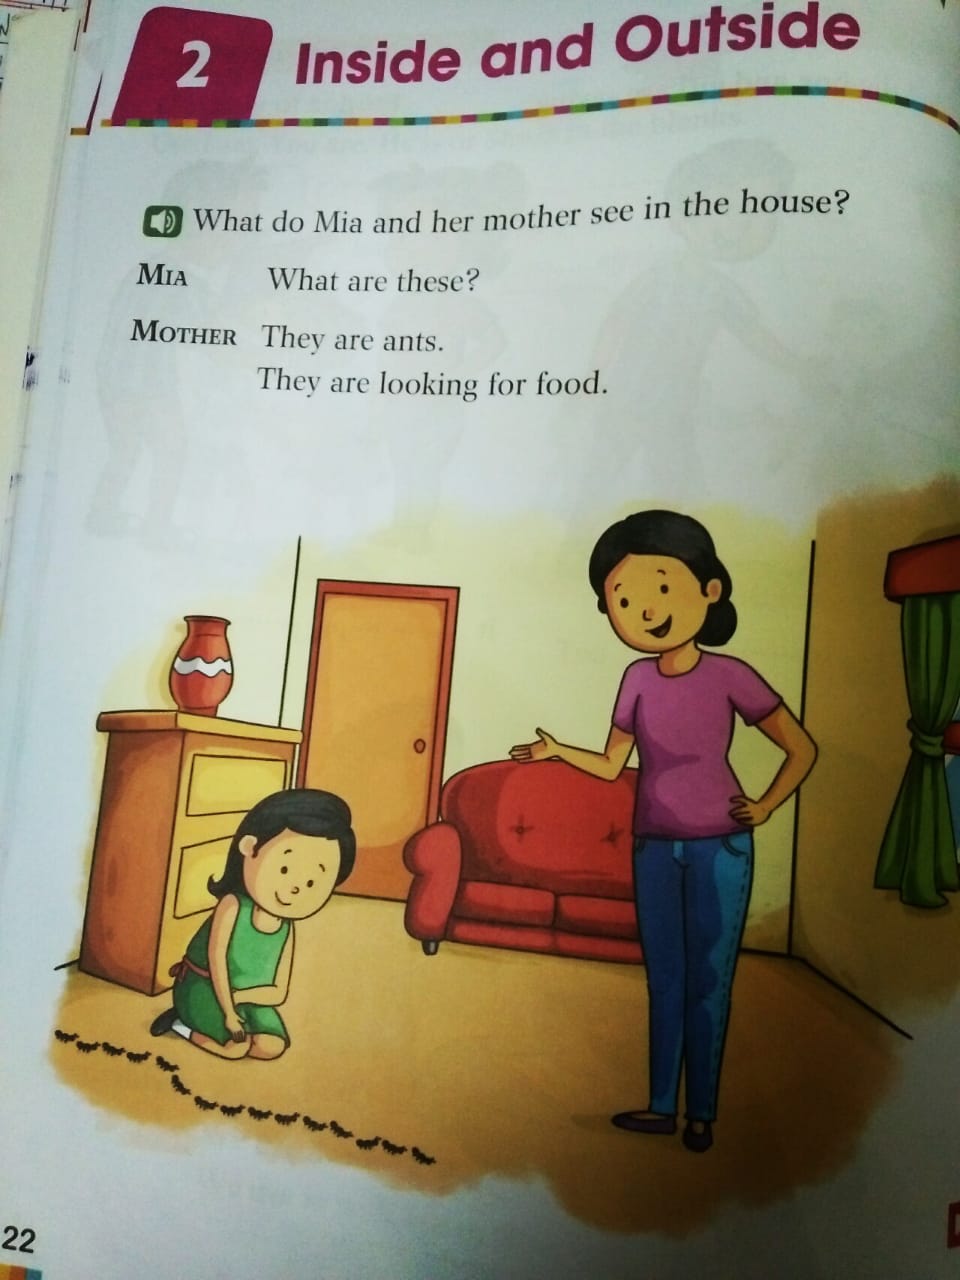 2 Inside and Outside
What do Mia and her mother see in the house?
MIA What are these?
MOTHER They are ants.
They are looking for food.
22